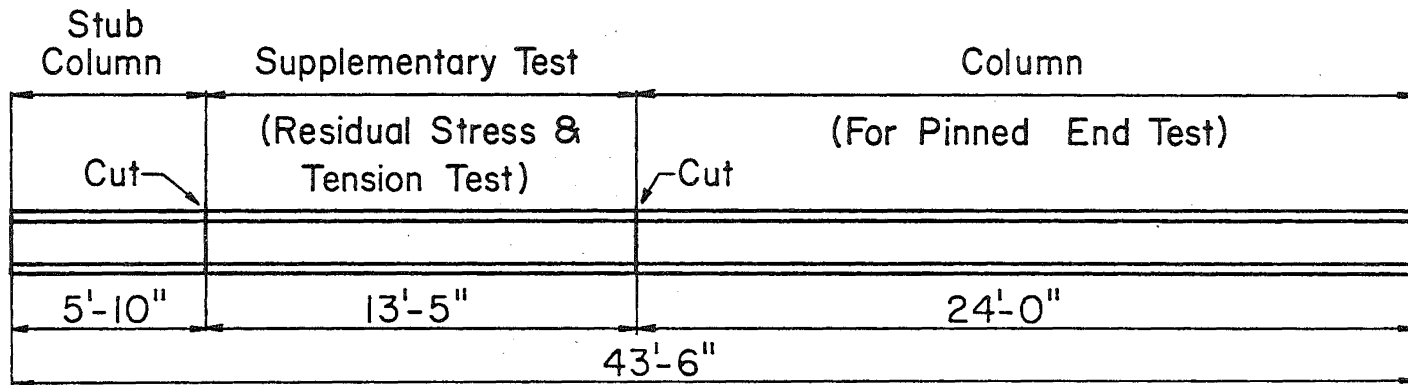 Stub
Column
Supplementary Test
Column
(Residual Stress &
Tension Test)
(For Pinned End Test)
Cut
Cut
5'-10"
13'-5"
24'-0"
43'-6"